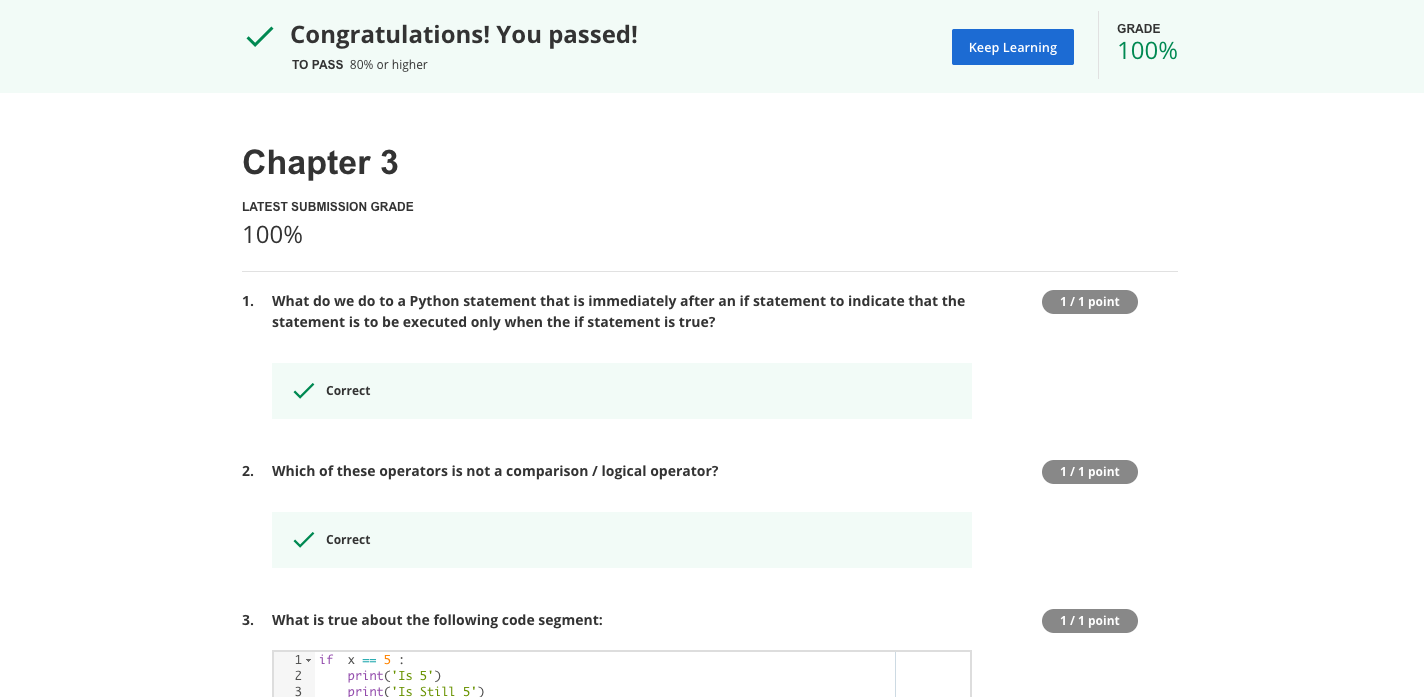 Congratulations! You passed!
TO PASS 80% or higher
Keep Learning
GRADE
100%
Chapter 3
LATEST SUBMISSION GRADE
100%
1. What do we do to a Python statement that is immediately after an if statement to indicate that the
statement is to be executed only when the if statement is true?
1 / 1 point
Correct
2. Which of these operators is not a comparison / logical operator?
1 / 1 point
Correct
3. What is true about the following code segment:
1 / 1 point
1 if  x == 5 :
2     print('Is 5')
3     print('Is Still 5')